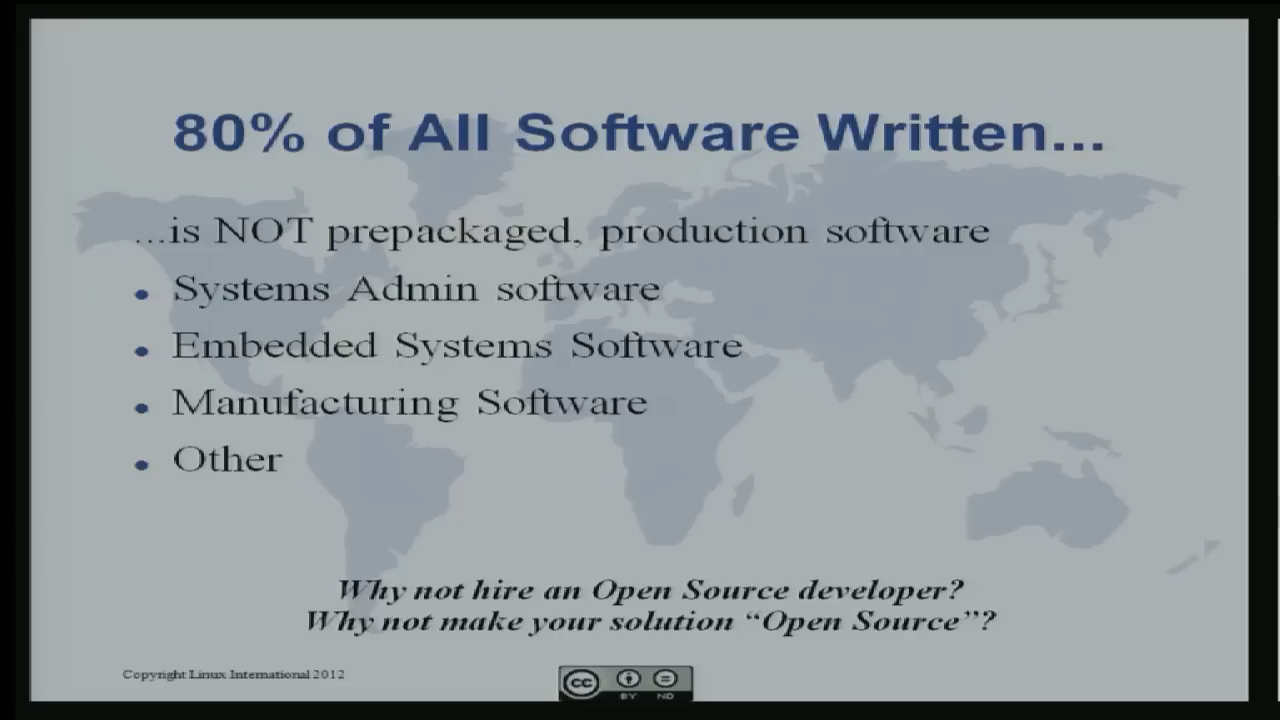 80% of All Software Written...
...is NOT prepackaged, production software
• Systems Admin software
• Embedded Systems Software
• Manufacturing Software
• Other
Why not hire an Open Source developer?
Why not make your solution “Open Source”?
Copyright Linux International 2012
cc
BY ND